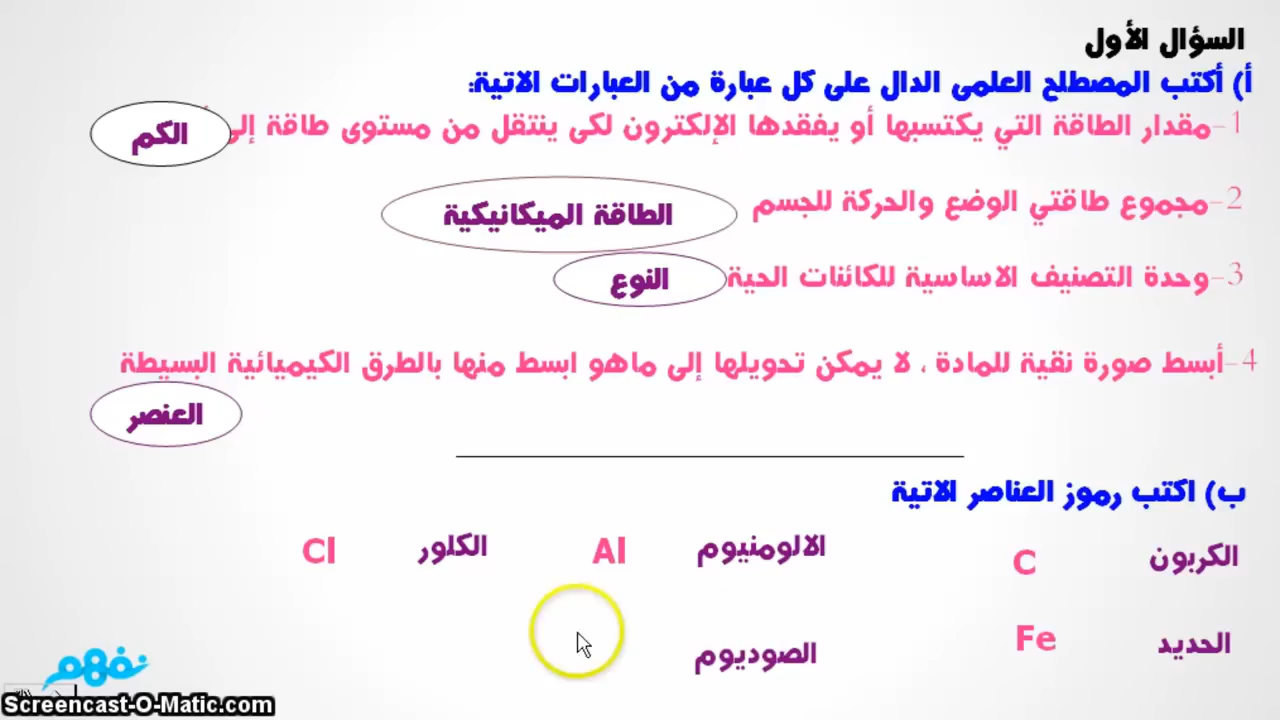 السؤال الأول
أ) أكتب المصطلح العلمى الدال على كل عبارة من العبارات الاتية:
1-مقدار الطاقة التي يكتسبها أو يفقدها الإلكترون لكى ينتقل من مستوى طاقة إلى الكم
2-مجموع طاقتي الوضع والحركة للجسم الطاقة الميكانيكية
3-وحدة التصنيف الاساسية للكائنات الحية النوع
4-أبسط صورة نقية للمادة ، لا يمكن تحويلها إلى ماهو ابسط منها بالطرق الكيميائية البسيطة
العنصر
ب) اكتب رموز العناصر الاتية
الكربون C الالومنيوم Al الكلور Cl
الحديد Fe الصوديوم
نفهم
Screencast-O-Matic.com